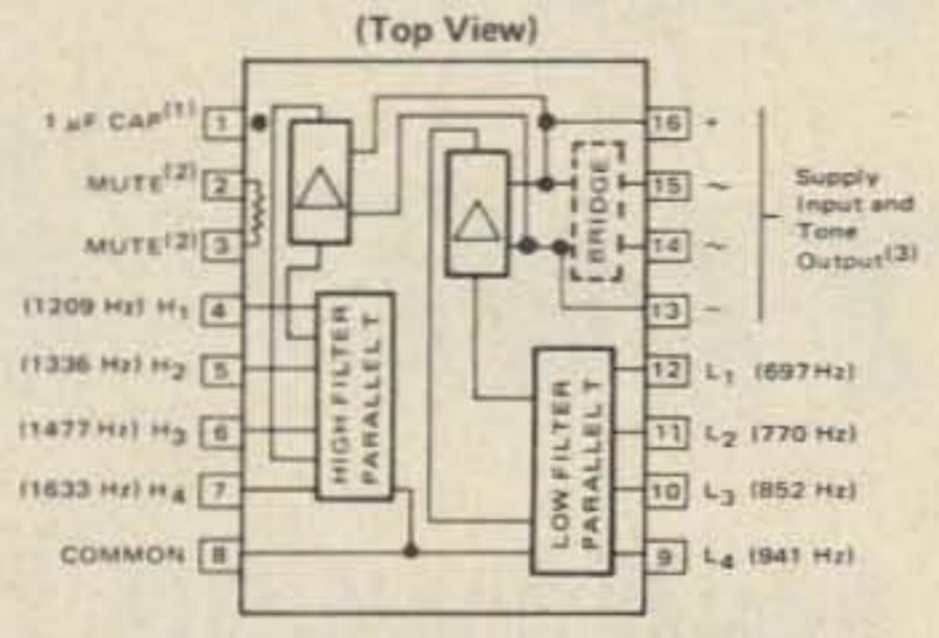 (Top View)
1 µF CAP(1) 1
MUTE(2) 2
MUTE(2) 3
(1209 Hz) H1 4
(1336 Hz) H2 5
(1477 Hz) H3 6
(1633 Hz) H4 7
COMMON 8
HIGH FILTER
PARALLEL T
LOW FILTER
PARALLEL T
BRIDGE
16 +
15 ~
14 ~
13 -
Supply
Input and
Tone
Output(3)
12 L1 (697 Hz)
11 L2 (770 Hz)
10 L3 (852 Hz)
9 L4 (941 Hz)